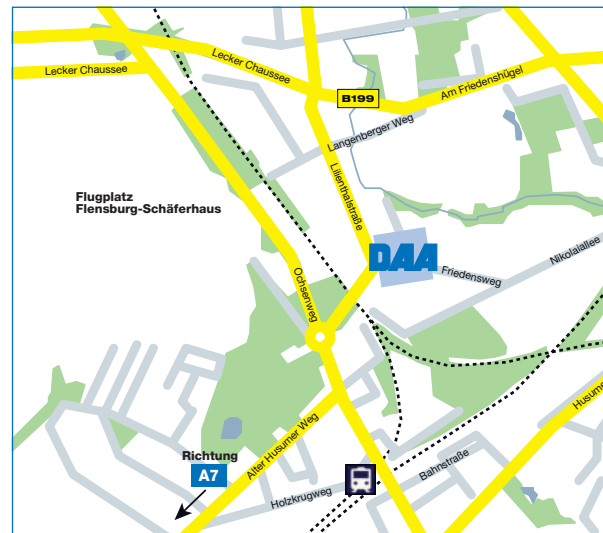 Lecker Chaussee
Lecker Chaussee
B199
Am Friedenshügel
Langenberger Weg
Lilienthalstraße
Flugplatz
Flensburg-Schäferhaus
DAA
Friedensweg
Nikolaiallee
Ochsenweg
Husume
Alter Husumer Weg
Richtung
A7
Holzkrugweg
Bahnstraße